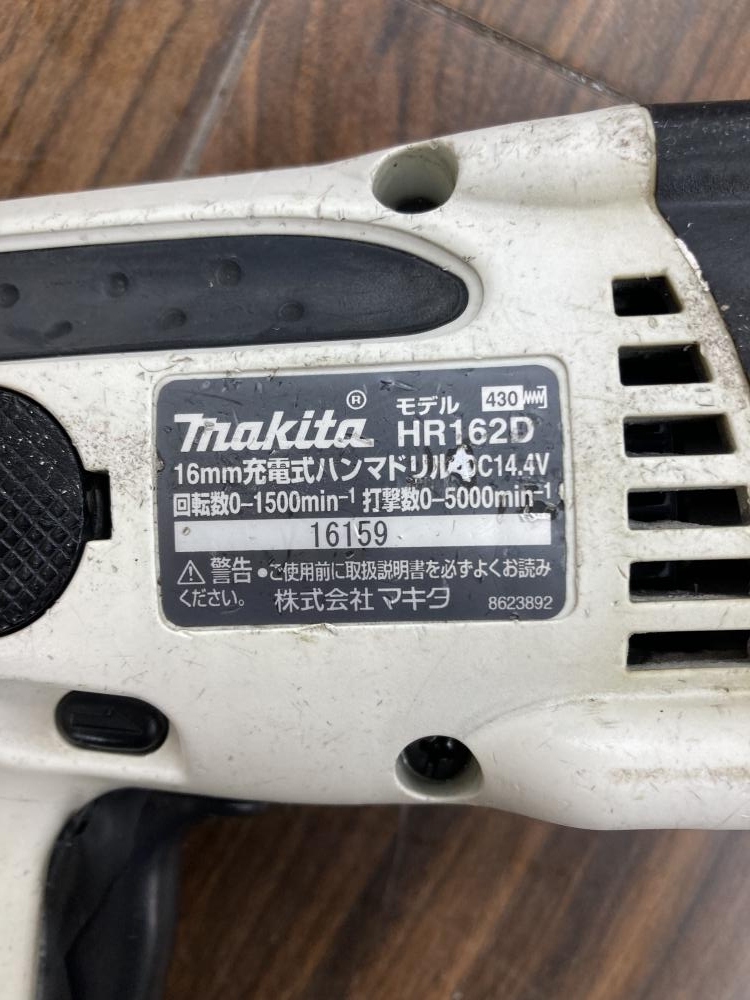 makita® モデル HR162D 430WW
16mm充電式ハンマドリル DC14.4V
回転数0-1500min⁻¹ 打撃数0-5000min⁻¹
16159
⚠警告 ●ご使用前に取扱説明書を必ずよくお読み
ください。 株式会社マキタ 8623892